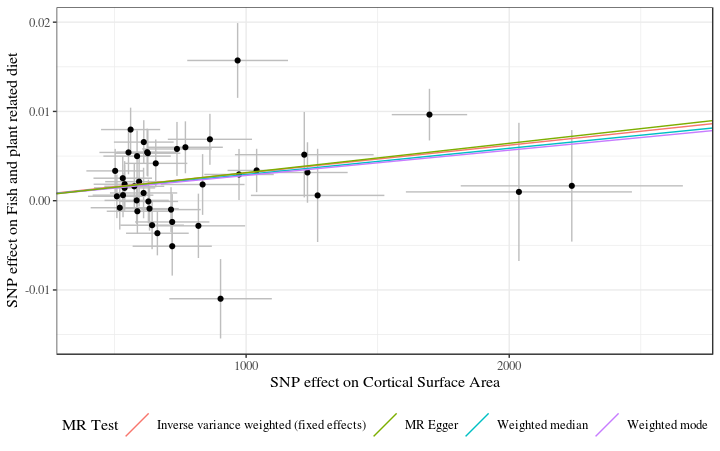 0.02
0.01
0.00
-0.01
SNP effect on Fish and plant related diet
1000
2000
SNP effect on Cortical Surface Area
MR Test
Inverse variance weighted (fixed effects)
MR Egger
Weighted median
Weighted mode